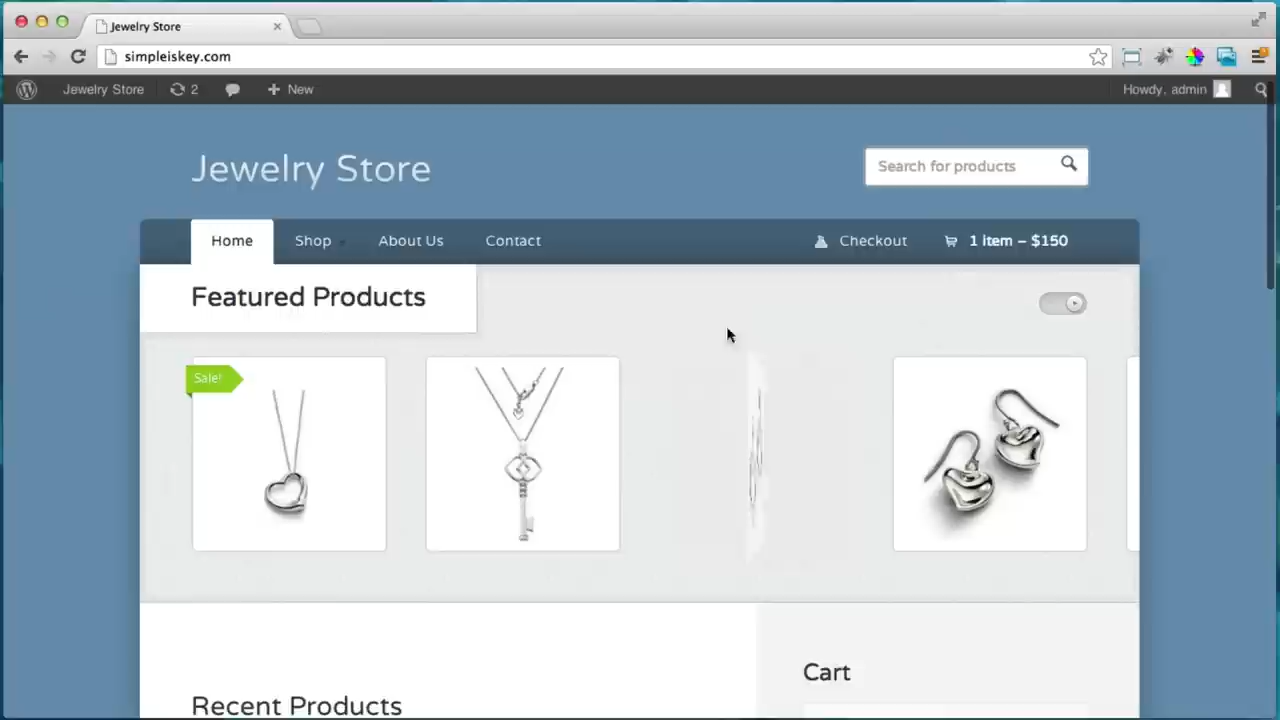 Jewelry Store
simpleiskey.com
Jewelry Store 2 New Howdy, admin
Jewelry Store
Search for products
Home Shop About Us Contact Checkout 1 item – $150
Featured Products
Sale!
Cart
Recent Products